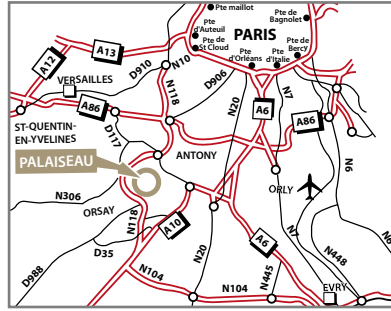 Pte maillot
Pte de
Bagnolet
Pte
d'Auteuil
Pte de
St Cloud
PARIS
Pte de
Bercy
Pte
d'Orléans
Pte
d'Italie
A13
D910
N10
A12
VERSAILLES
D906
A86
N118
N20
N7
A6
A86
ST-QUENTIN-
EN-YVELINES
D117
ANTONY
N6
PALAISEAU
ORLY
N306
ORSAY
N118
A10
D35
N20
A6
N7
N448
N6
D988
N104
N104
N445
EVRY